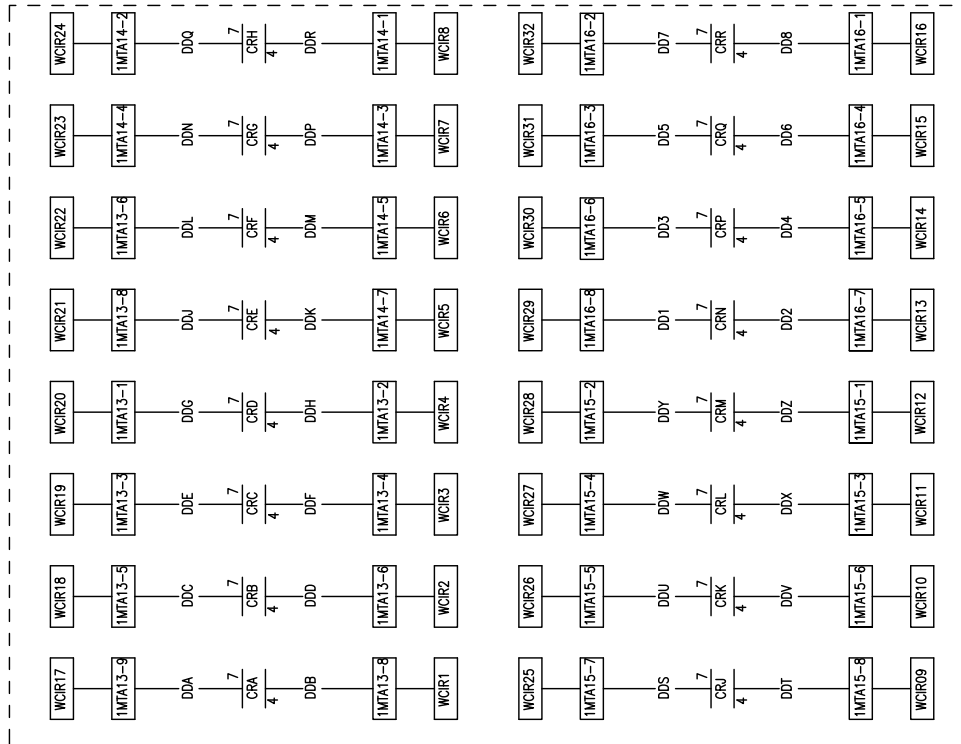 WCIR17
WCIR18
WCIR19
WCIR20
WCIR21
WCIR22
WCIR23
WCIR24
1MTA13-9
1MTA13-5
1MTA13-3
1MTA13-1
1MTA13-8
1MTA13-6
1MTA14-4
1MTA14-2
DDA
DDC
DDE
DDG
DDJ
DDL
DDN
DDQ
7
7
7
7
7
7
7
7
CRA
CRB
CRC
CRD
CRE
CRF
CRG
CRH
4
4
4
4
4
4
4
4
DDB
DDD
DDF
DDH
DDK
DDM
DDP
DDR
1MTA13-8
1MTA13-6
1MTA13-4
1MTA13-2
1MTA14-7
1MTA14-5
1MTA14-3
1MTA14-1
WCIR1
WCIR2
WCIR3
WCIR4
WCIR5
WCIR6
WCIR7
WCIR8
WCIR25
WCIR26
WCIR27
WCIR28
WCIR29
WCIR30
WCIR31
WCIR32
1MTA15-7
1MTA15-5
1MTA15-4
1MTA15-2
1MTA16-8
1MTA16-6
1MTA16-3
1MTA16-2
DDS
DDU
DDW
DDY
DD1
DD3
DD5
DD7
7
7
7
7
7
7
7
7
CRJ
CRK
CRL
CRM
CRN
CRP
CRQ
CRR
4
4
4
4
4
4
4
4
DDT
DDV
DDX
DDZ
DD2
DD4
DD6
DD8
1MTA15-8
1MTA15-6
1MTA15-3
1MTA15-1
1MTA16-7
1MTA16-5
1MTA16-4
1MTA16-1
WCIR09
WCIR10
WCIR11
WCIR12
WCIR13
WCIR14
WCIR15
WCIR16